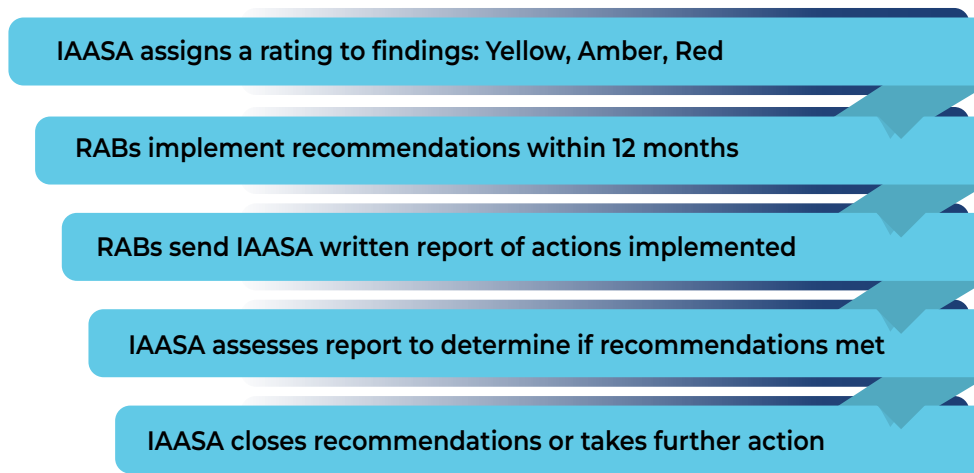 IAASA assigns a rating to findings: Yellow, Amber, Red
RABs implement recommendations within 12 months
RABs send IAASA written report of actions implemented
IAASA assesses report to determine if recommendations met
IAASA closes recommendations or takes further action